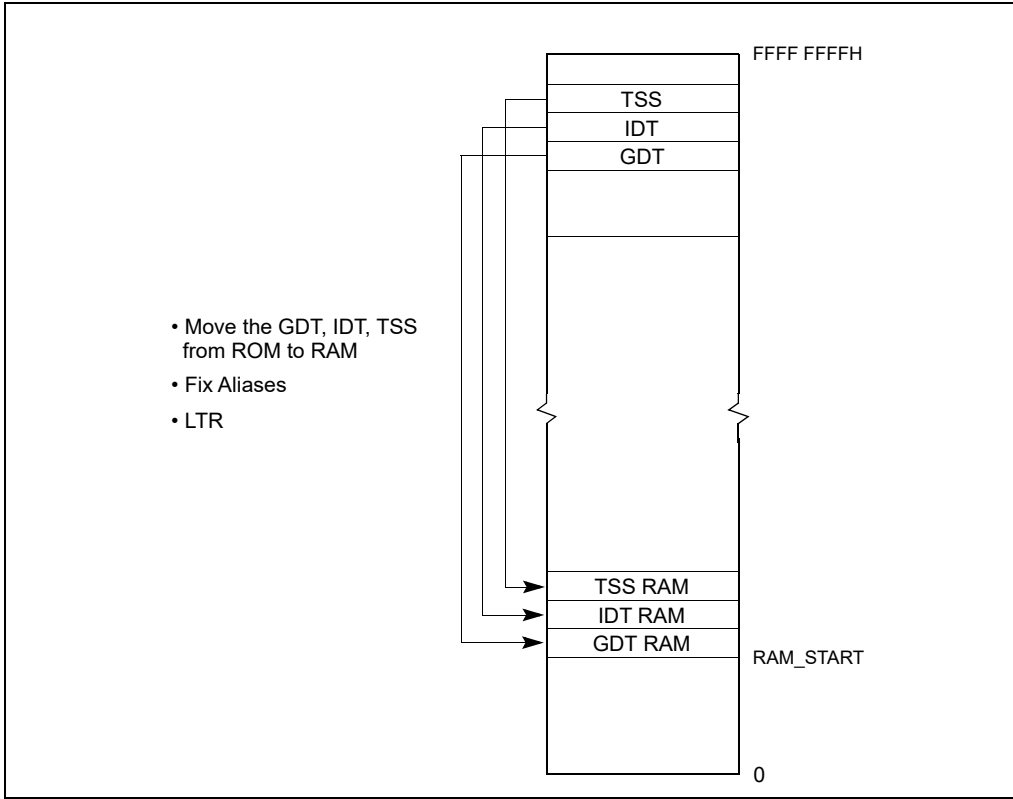 FFFF FFFFH
TSS
IDT
GDT
• Move the GDT, IDT, TSS
from ROM to RAM
• Fix Aliases
• LTR
TSS RAM
IDT RAM
GDT RAM
RAM_START
0